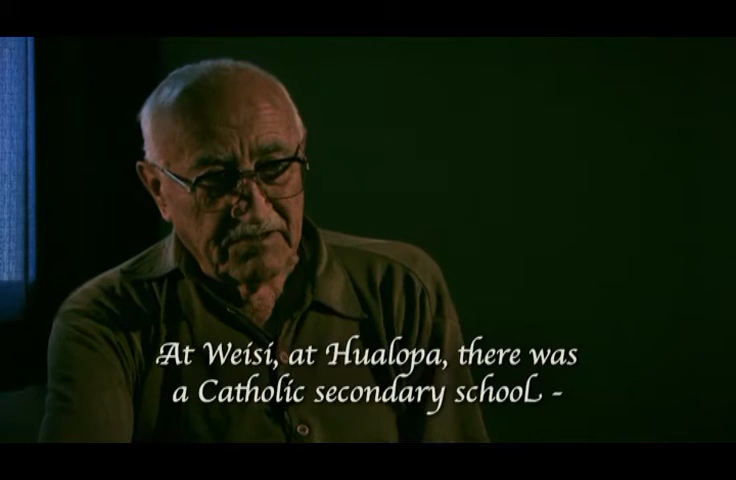 At Weisi, at Hualopa, there was
a Catholic secondary school -